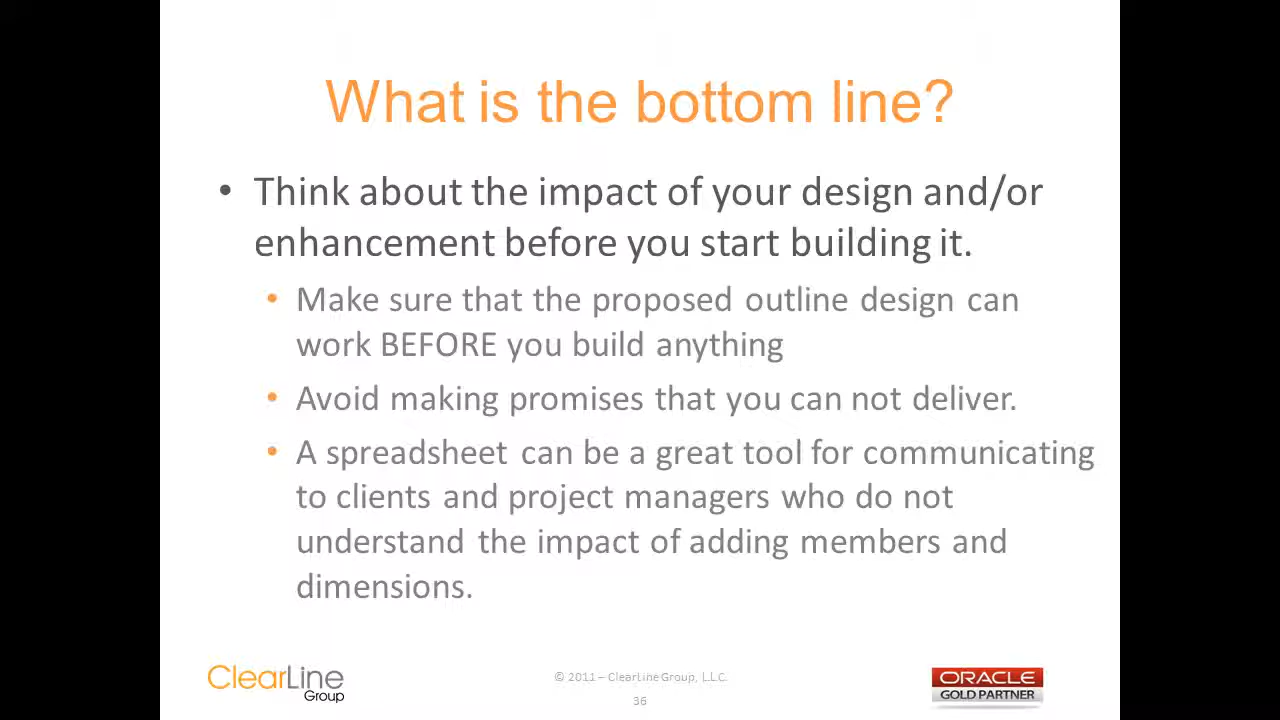 What is the bottom line?
• Think about the impact of your design and/or
enhancement before you start building it.
• Make sure that the proposed outline design can
work BEFORE you build anything
• Avoid making promises that you can not deliver.
• A spreadsheet can be a great tool for communicating
to clients and project managers who do not
understand the impact of adding members and
dimensions.
ClearLine
Group
© 2011 – ClearLine Group, L.L.C.
36
ORACLE
GOLD PARTNER